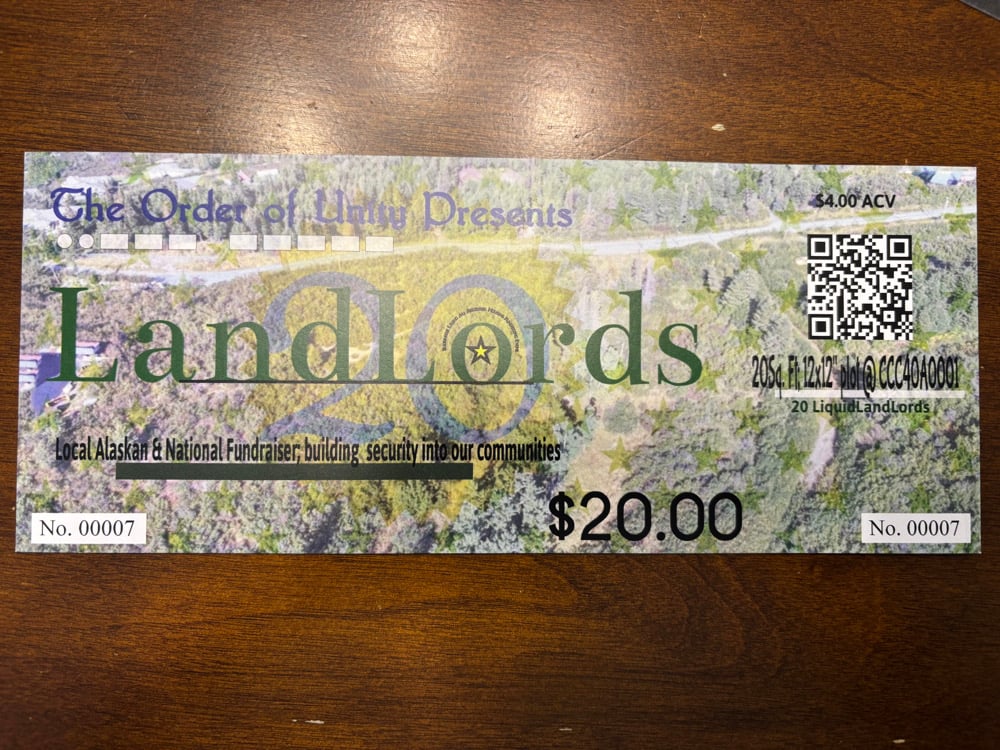 The Order of Unity Presents
$4.00 ACV
20
LandLords
20Sq. Ft. 12x12" plot @ CCC40A0001
20 LiquidLandLords
Local Alaskan & National Fundraiser; building security into our communities
$20.00
No. 00007
No. 00007